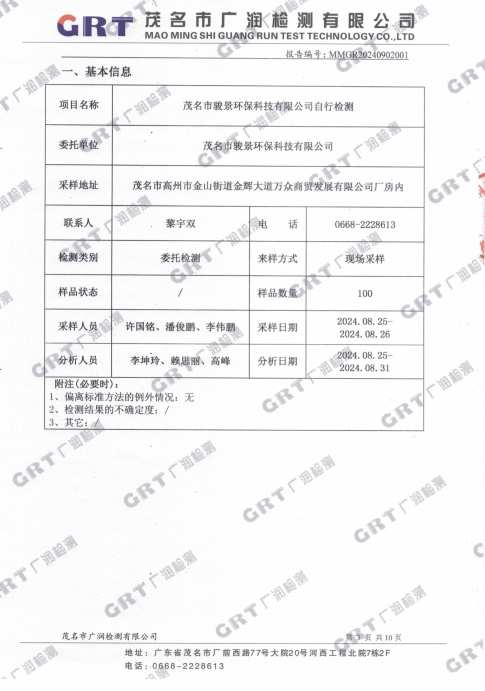 GRT 茂名市广润检测有限公司
MAO MING SHI GUANG RUN TEST TECHNOLOGY CO.,LTD
报告编号：MMGR20240902001
一、基本信息
项目名称 茂名市骏景环保科技有限公司自行检测
委托单位 茂名市骏景环保科技有限公司
采样地址 茂名市高州市金山街道金辉大道万众商贸发展有限公司厂房内
联系人 黎宇双 电 话 0668-2228613
检测类别 委托检测 来样方式 现场采样
样品状态 / 样品数量 100
采样人员 许国铭、潘俊鹏、李伟鹏 采样日期 2024.08.25-
2024.08.26
分析人员 李坤玲、赖思丽、高峰 分析日期 2024.08.25-
2024.08.31
附注(必要时)：
1、偏离标准方法的例外情况：无
2、检测结果的不确定度：/
3、其它：/
茂名市广润检测有限公司
页 共 10 页
地址：广东省茂名市厂前西路77号大院20号河西工程北院7栋2F
电话：0668-2228613
GRT 广润检测